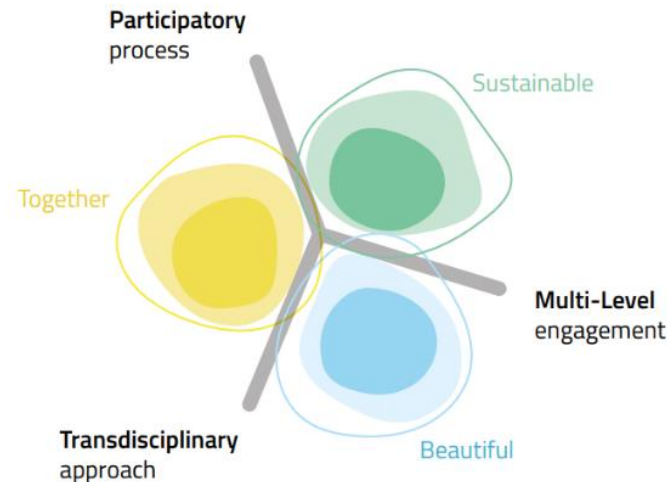 Participatory
process
Sustainable
Together
Multi-Level
engagement
Transdisciplinary
approach
Beautiful